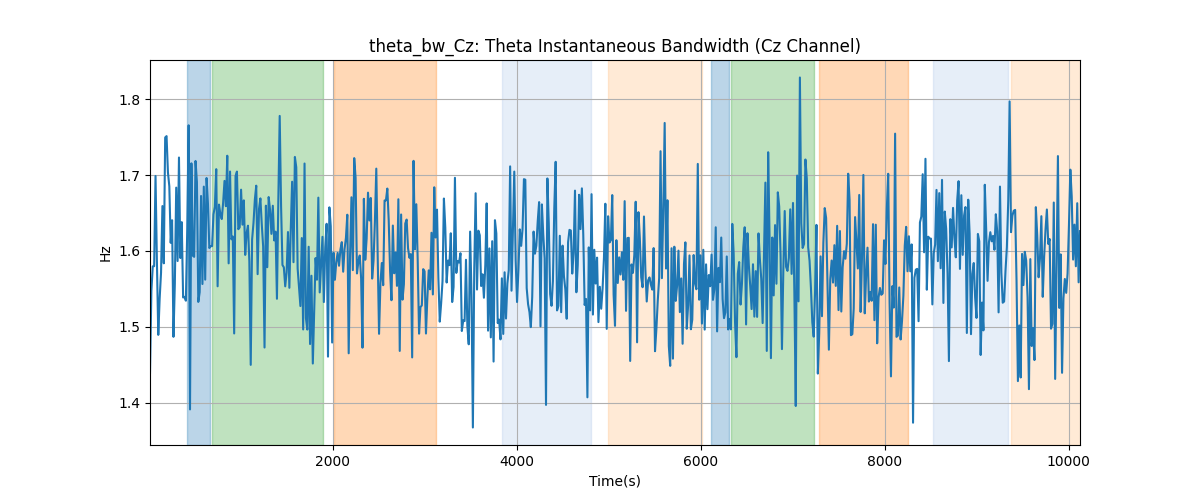 theta_bw_Cz: Theta Instantaneous Bandwidth (Cz Channel)
Hz
1.8
1.7
1.6
1.5
1.4
2000 4000 6000 8000 10000
Time(s)